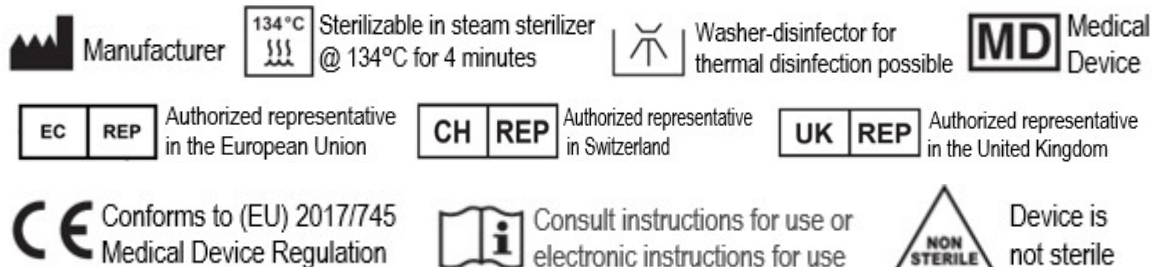 Manufacturer
134°C
Sterilizable in steam sterilizer
@ 134°C for 4 minutes
Washer-disinfector for
thermal disinfection possible
MD
Medical
Device
EC REP
Authorized representative
in the European Union
CH REP
Authorized representative
in Switzerland
UK REP
Authorized representative
in the United Kingdom
CE
Conforms to (EU) 2017/745
Medical Device Regulation
i
Consult instructions for use or
electronic instructions for use
NON
STERILE
Device is
not sterile